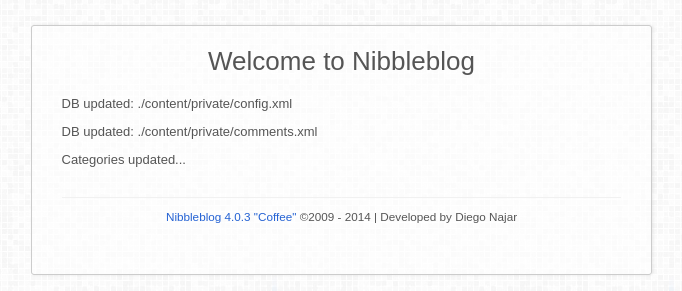 Welcome to Nibbleblog
DB updated: ./content/private/config.xml
DB updated: ./content/private/comments.xml
Categories updated...
Nibbleblog 4.0.3 "Coffee" ©2009 - 2014 | Developed by Diego Najar